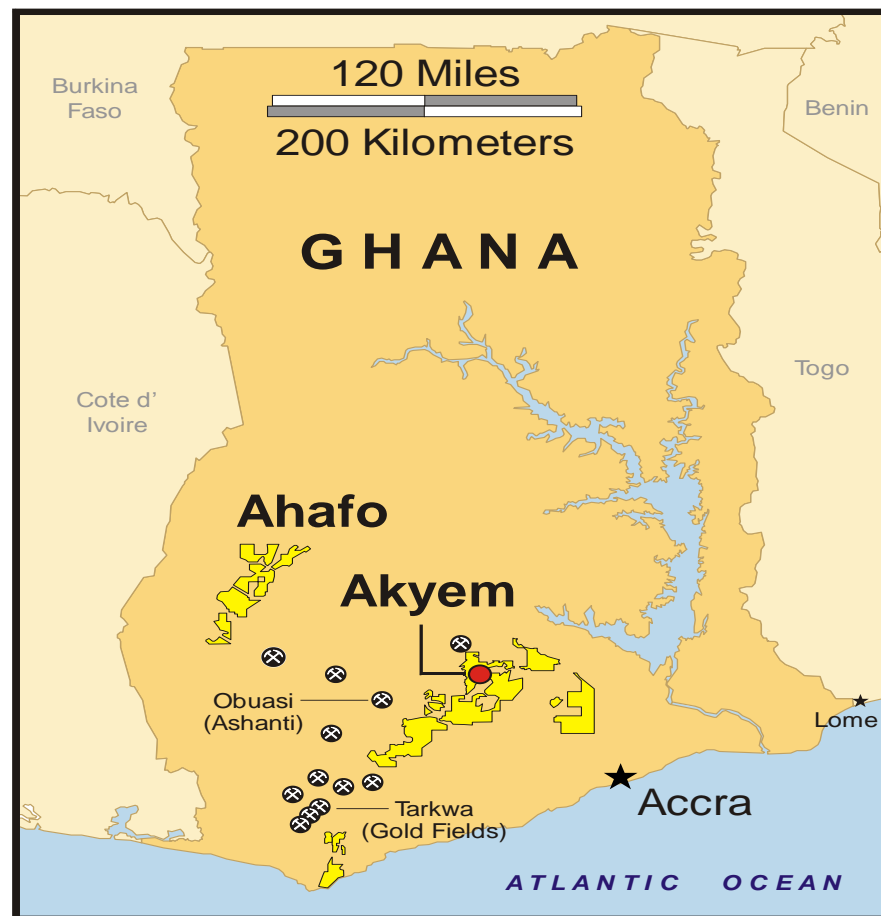 120 Miles
200 Kilometers
Burkina
Faso
Benin
GHANA
Togo
Cote d'
Ivoire
Ahafo
Akyem
Obuasi
(Ashanti)
Lome
Accra
Tarkwa
(Gold Fields)
ATLANTIC OCEAN